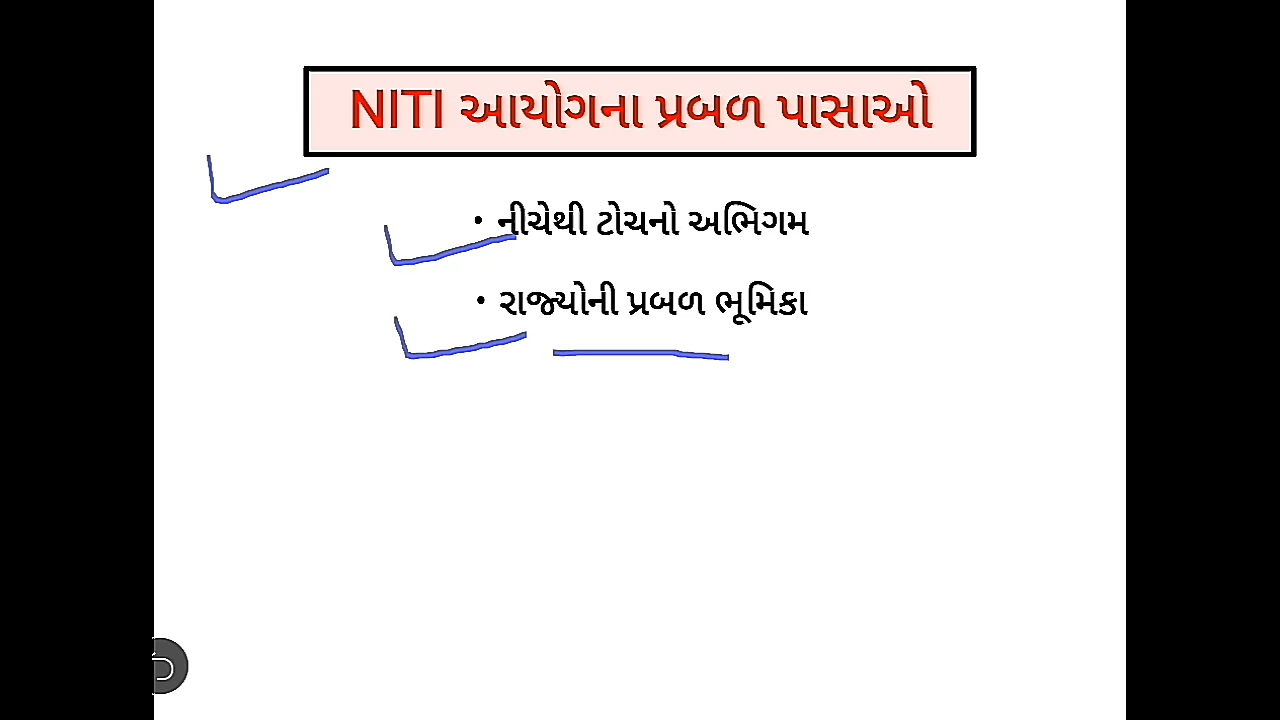 NITI આયોગના પ્રબળ પાસાઓ
• નીચેથી ટોચનો અભિગમ
• રાજ્યોની પ્રબળ ભૂમિકા